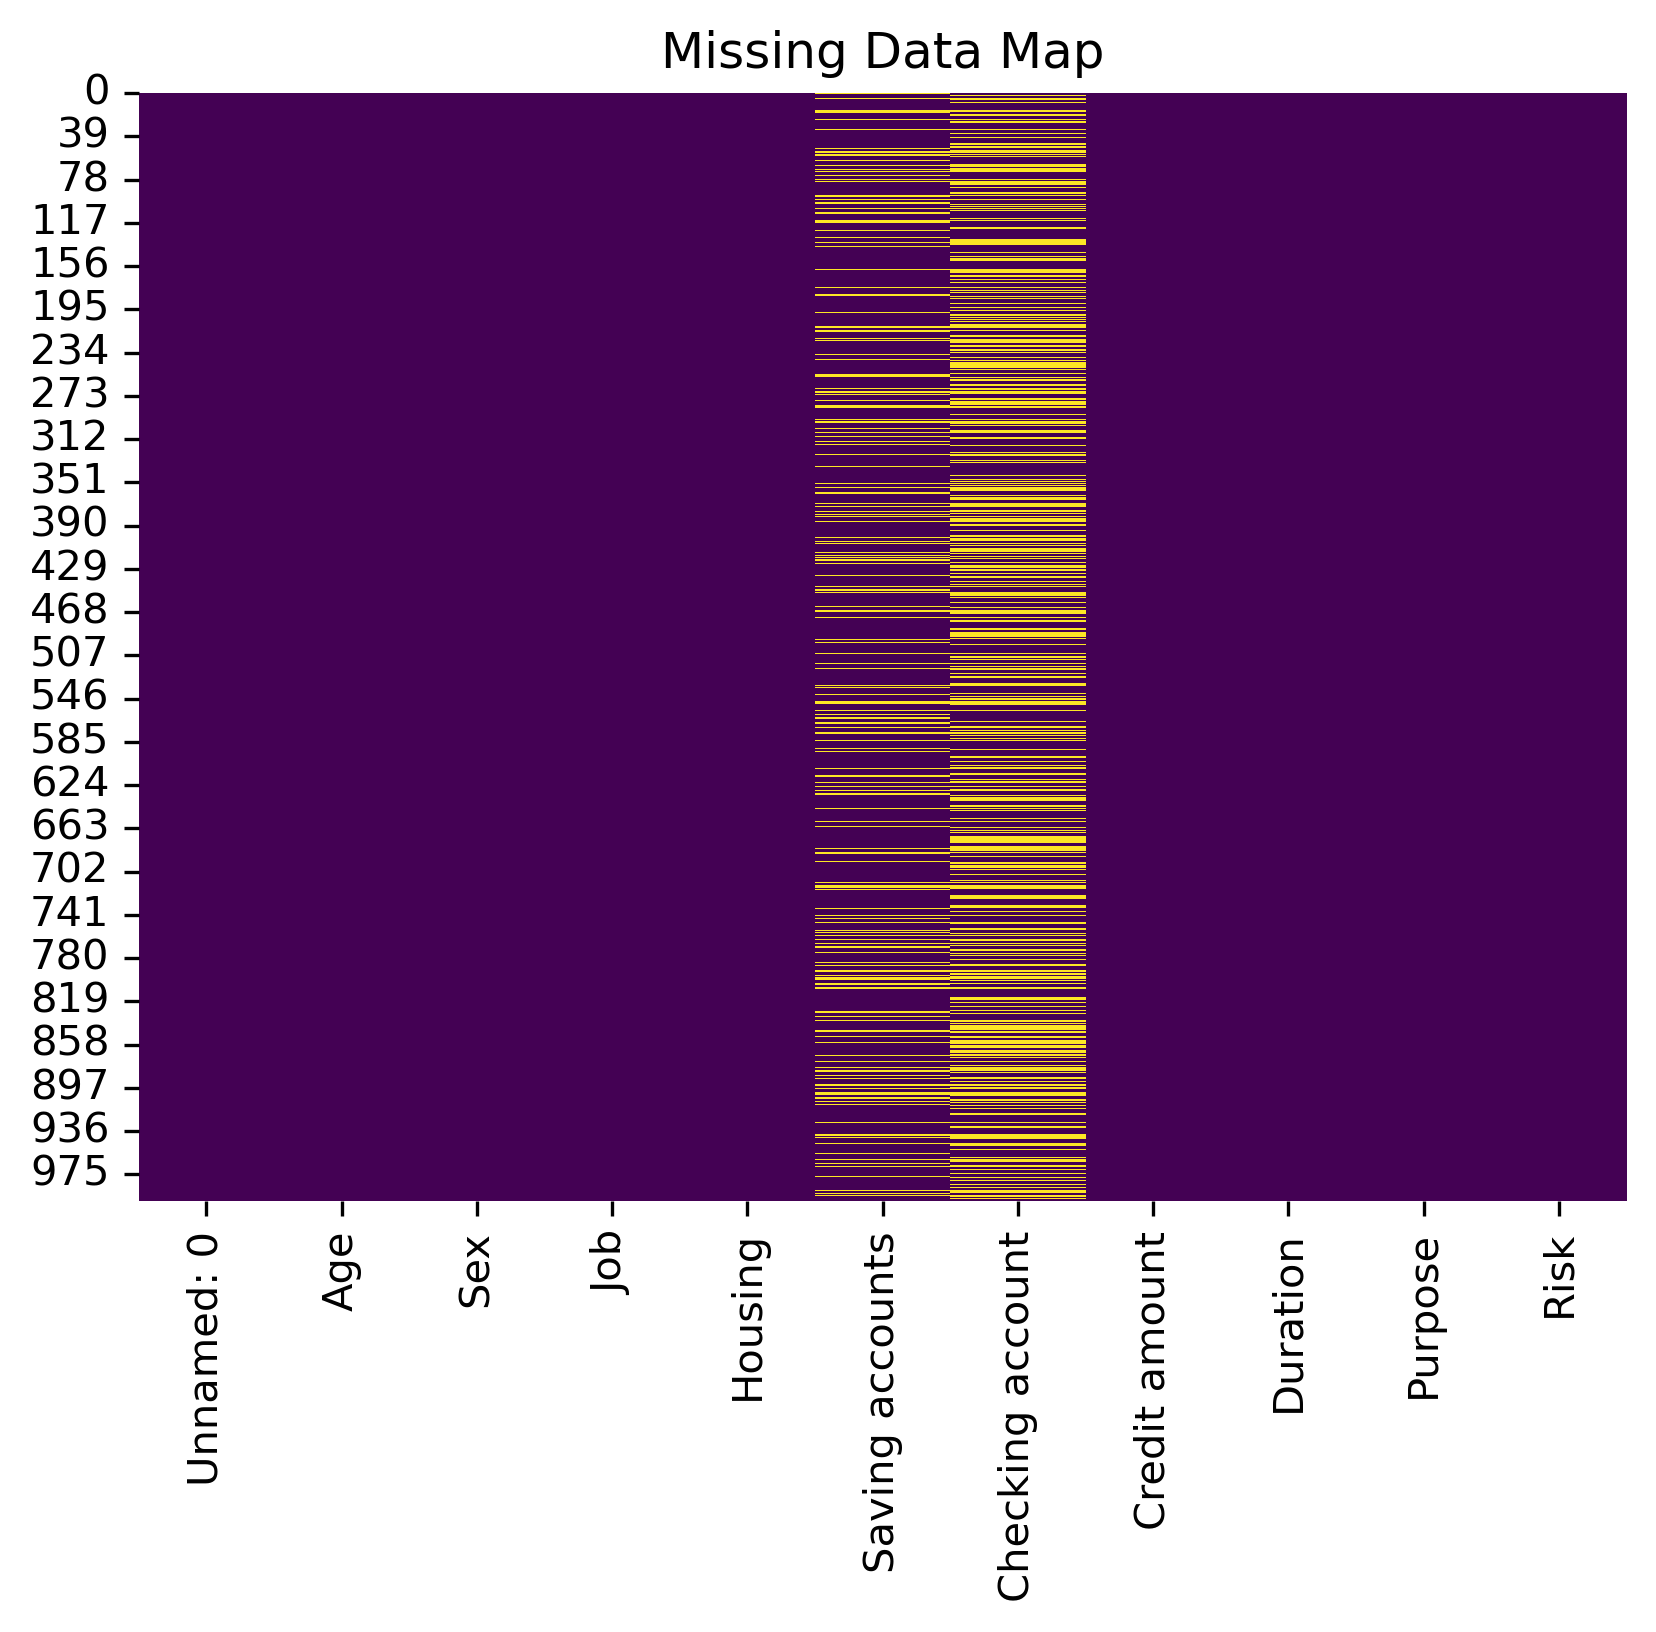 Missing Data Map
0
39
78
117
156
195
234
273
312
351
390
429
468
507
546
585
624
663
702
741
780
819
858
897
936
975
Unnamed: 0
Age
Sex
Job
Housing
Saving accounts
Checking account
Credit amount
Duration
Purpose
Risk